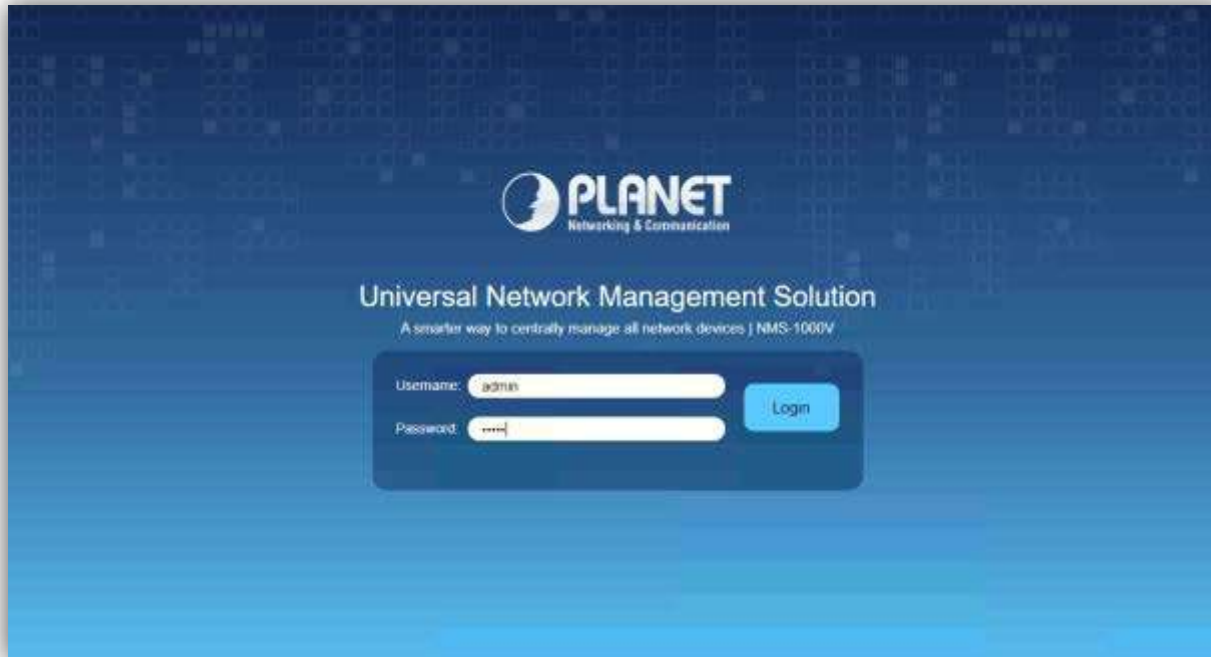 PLANET
Networking & Communication
Universal Network Management Solution
A smarter way to centrally manage all network devices | NMS-1000V
Username: admin
Password: •••••
Login